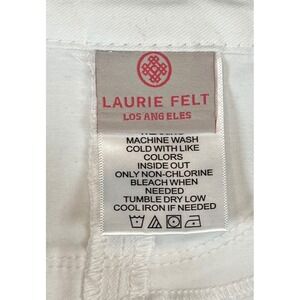 LAURIE FELT
LOS ANGELES
MACHINE WASH
COLD WITH LIKE
COLORS
INSIDE OUT
ONLY NON-CHLORINE
BLEACH WHEN
NEEDED
TUMBLE DRY LOW
COOL IRON IF NEEDED